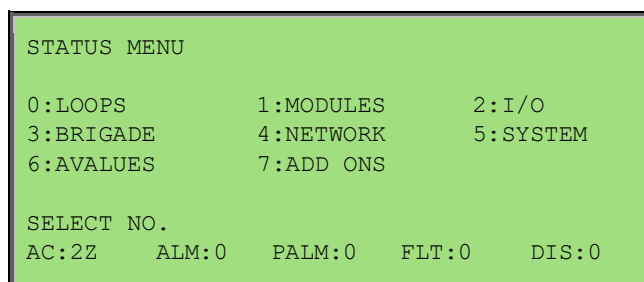 STATUS MENU
0:LOOPS 1:MODULES 2:I/O
3:BRIGADE 4:NETWORK 5:SYSTEM
6:AVALUES 7:ADD ONS
SELECT NO.
AC:2Z ALM:0 PALM:0 FLT:0 DIS:0